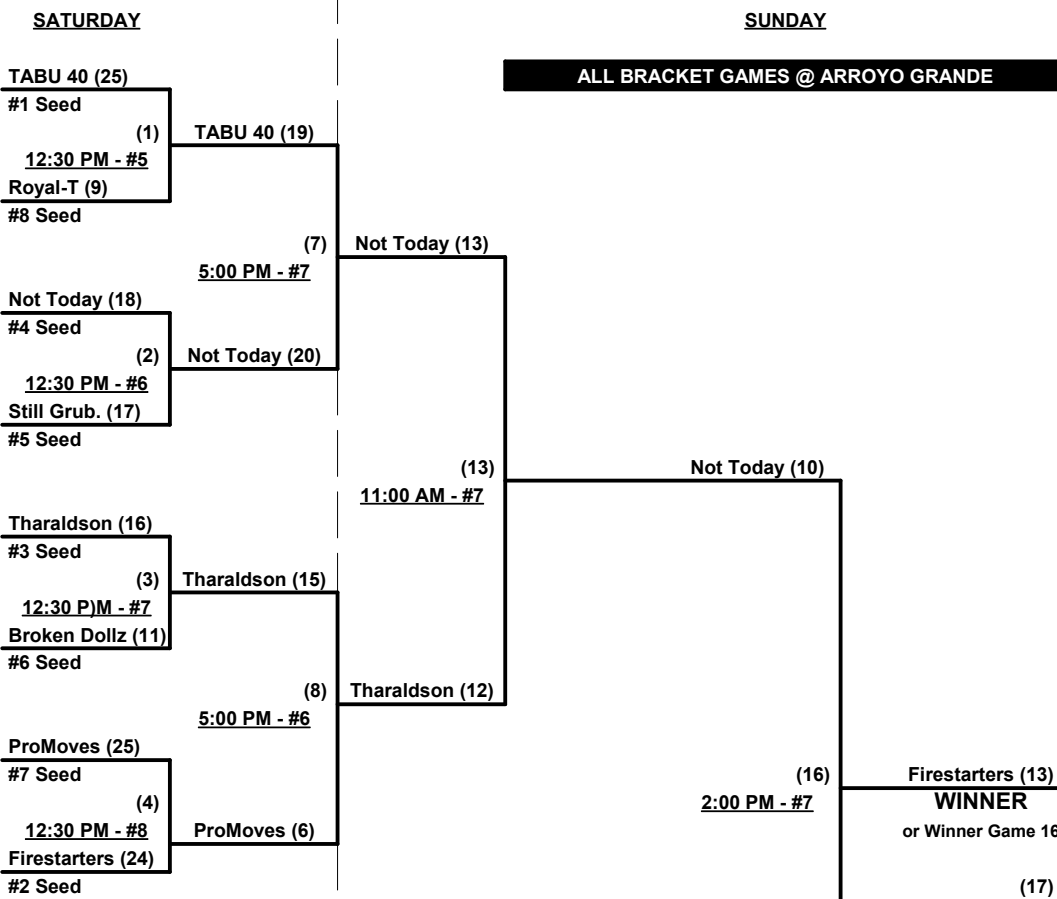 SATURDAY
SUNDAY
ALL BRACKET GAMES @ ARROYO GRANDE
TABU 40 (25)
#1 Seed
(1)
TABU 40 (19)
12:30 PM - #5
Royal-T (9)
#8 Seed
(7)
Not Today (13)
5:00 PM - #7
Not Today (18)
#4 Seed
(2)
Not Today (20)
12:30 PM - #6
Still Grub. (17)
#5 Seed
(13)
Not Today (10)
11:00 AM - #7
Tharaldson (16)
#3 Seed
(3)
Tharaldson (15)
12:30 P)M - #7
Broken Dollz (11)
#6 Seed
(8)
Tharaldson (12)
5:00 PM - #6
ProMoves (25)
#7 Seed
(16)
Firestarters (13)
(4)
2:00 PM - #7
WINNER
12:30 PM - #8
ProMoves (6)
or Winner Game 16
Firestarters (24)
#2 Seed
(17)